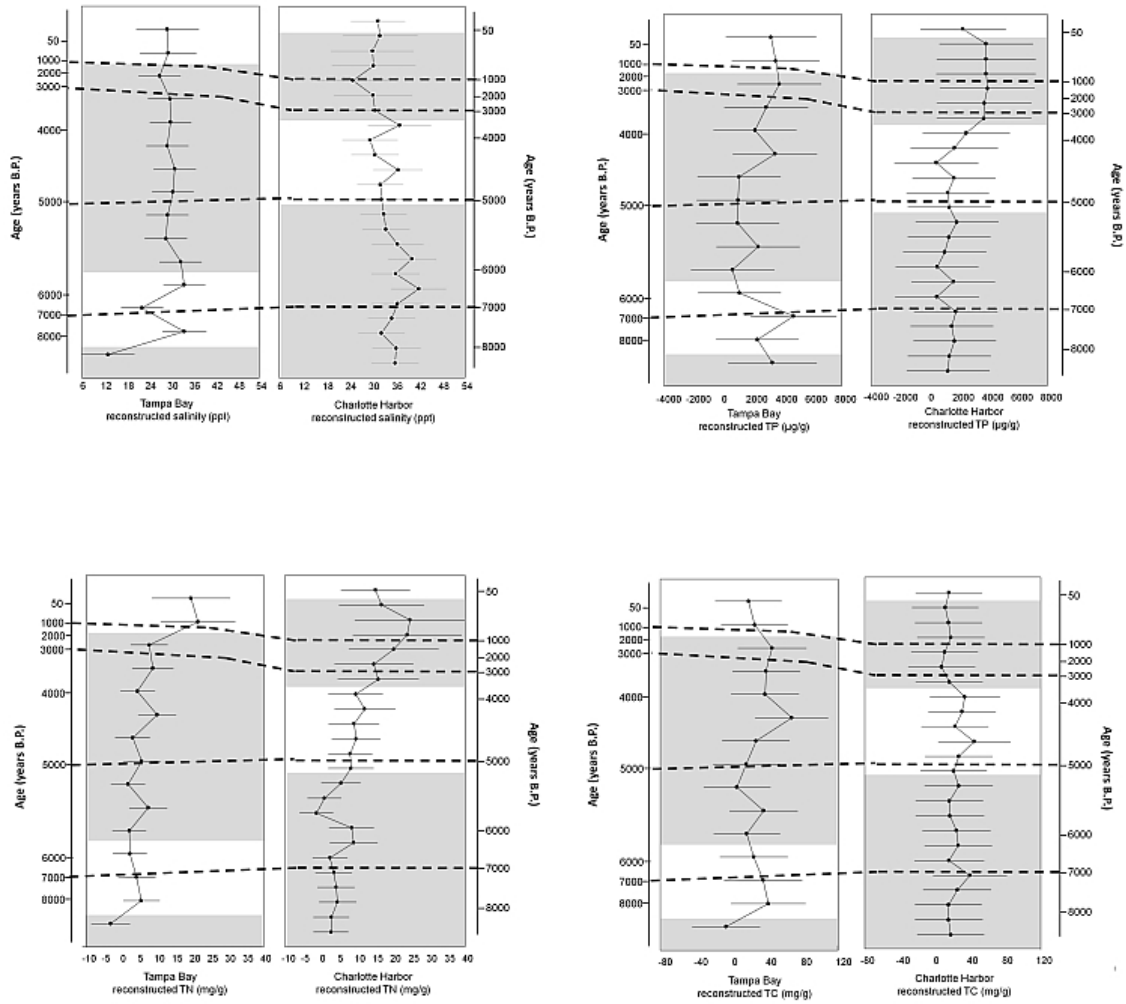 50
1000
2000
3000
4000
5000
6000
7000
8000
Age (years B.P.)
6 12 18 24 30 36 42 48 54
Tampa Bay
reconstructed salinity (ppt)
6 12 18 24 30 36 42 48 54
Charlotte Harbor
reconstructed salinity (ppt)
50
1000
2000
3000
4000
5000
6000
7000
8000
Age (years B.P.)
50
1000
2000
3000
4000
5000
6000
7000
8000
Age (years B.P.)
-4000 -2000 0 2000 4000 6000 8000
Tampa Bay
reconstructed TP (µg/g)
-4000 -2000 0 2000 4000 6000 8000
Charlotte Harbor
reconstructed TP (µg/g)
50
1000
2000
3000
4000
5000
6000
7000
8000
Age (years B.P.)
50
1000
2000
3000
4000
5000
6000
7000
8000
Age (years B.P.)
-10 -5 0 5 10 15 20 25 30 35 40
Tampa Bay
reconstructed TN (mg/g)
-10 -5 0 5 10 15 20 25 30 35 40
Charlotte Harbor
reconstructed TN (mg/g)
50
1000
2000
3000
4000
5000
6000
7000
8000
Age (years B.P.)
50
1000
2000
3000
4000
5000
6000
7000
8000
Age (years B.P.)
-80 -40 0 40 80 120
Tampa Bay
reconstructed TC (mg/g)
-80 -40 0 40 80 120
Charlotte Harbor
reconstructed TC (mg/g)
50
1000
2000
3000
4000
5000
6000
7000
8000
Age (years B.P.)